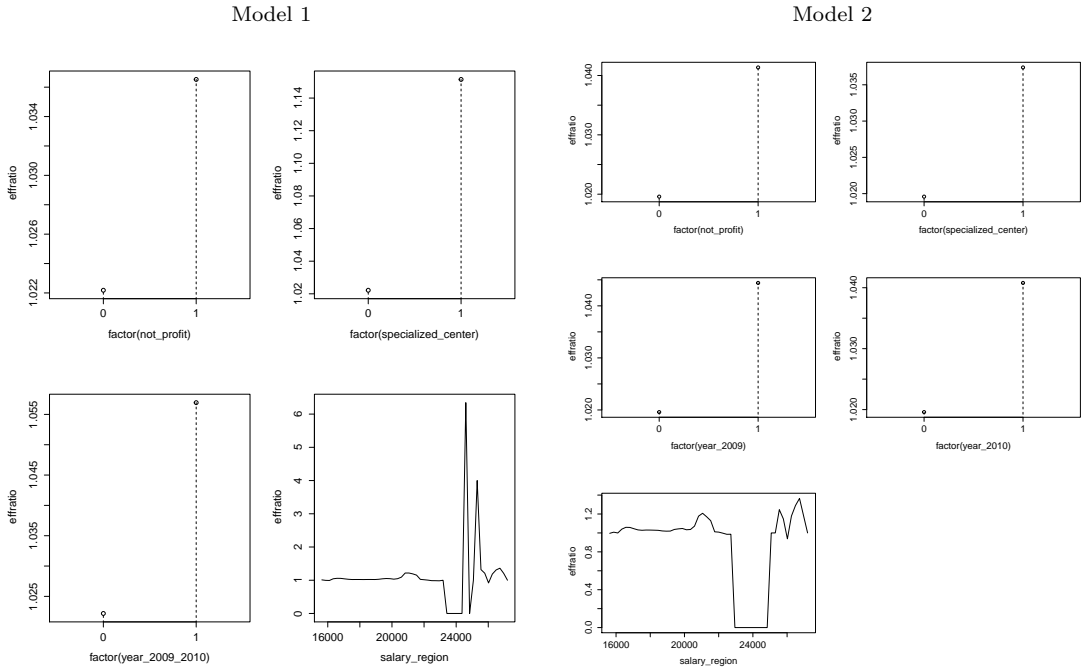 Model 1
Model 2
effratio
1.022 1.026 1.030 1.034
0 1
factor(not_profit)
effratio
1.02 1.04 1.06 1.08 1.10 1.12 1.14
0 1
factor(specialized_center)
effratio
1.025 1.035 1.045 1.055
0 1
factor(year_2009_2010)
effratio
0 1 2 3 4 5 6
16000 20000 24000
salary_region
effratio
1.020 1.030 1.040
0 1
factor(not_profit)
effratio
1.020 1.025 1.030 1.035
0 1
factor(specialized_center)
effratio
1.020 1.030 1.040
0 1
factor(year_2009)
effratio
1.020 1.030 1.040
0 1
factor(year_2010)
effratio
0.0 0.4 0.8 1.2
16000 20000 24000
salary_region